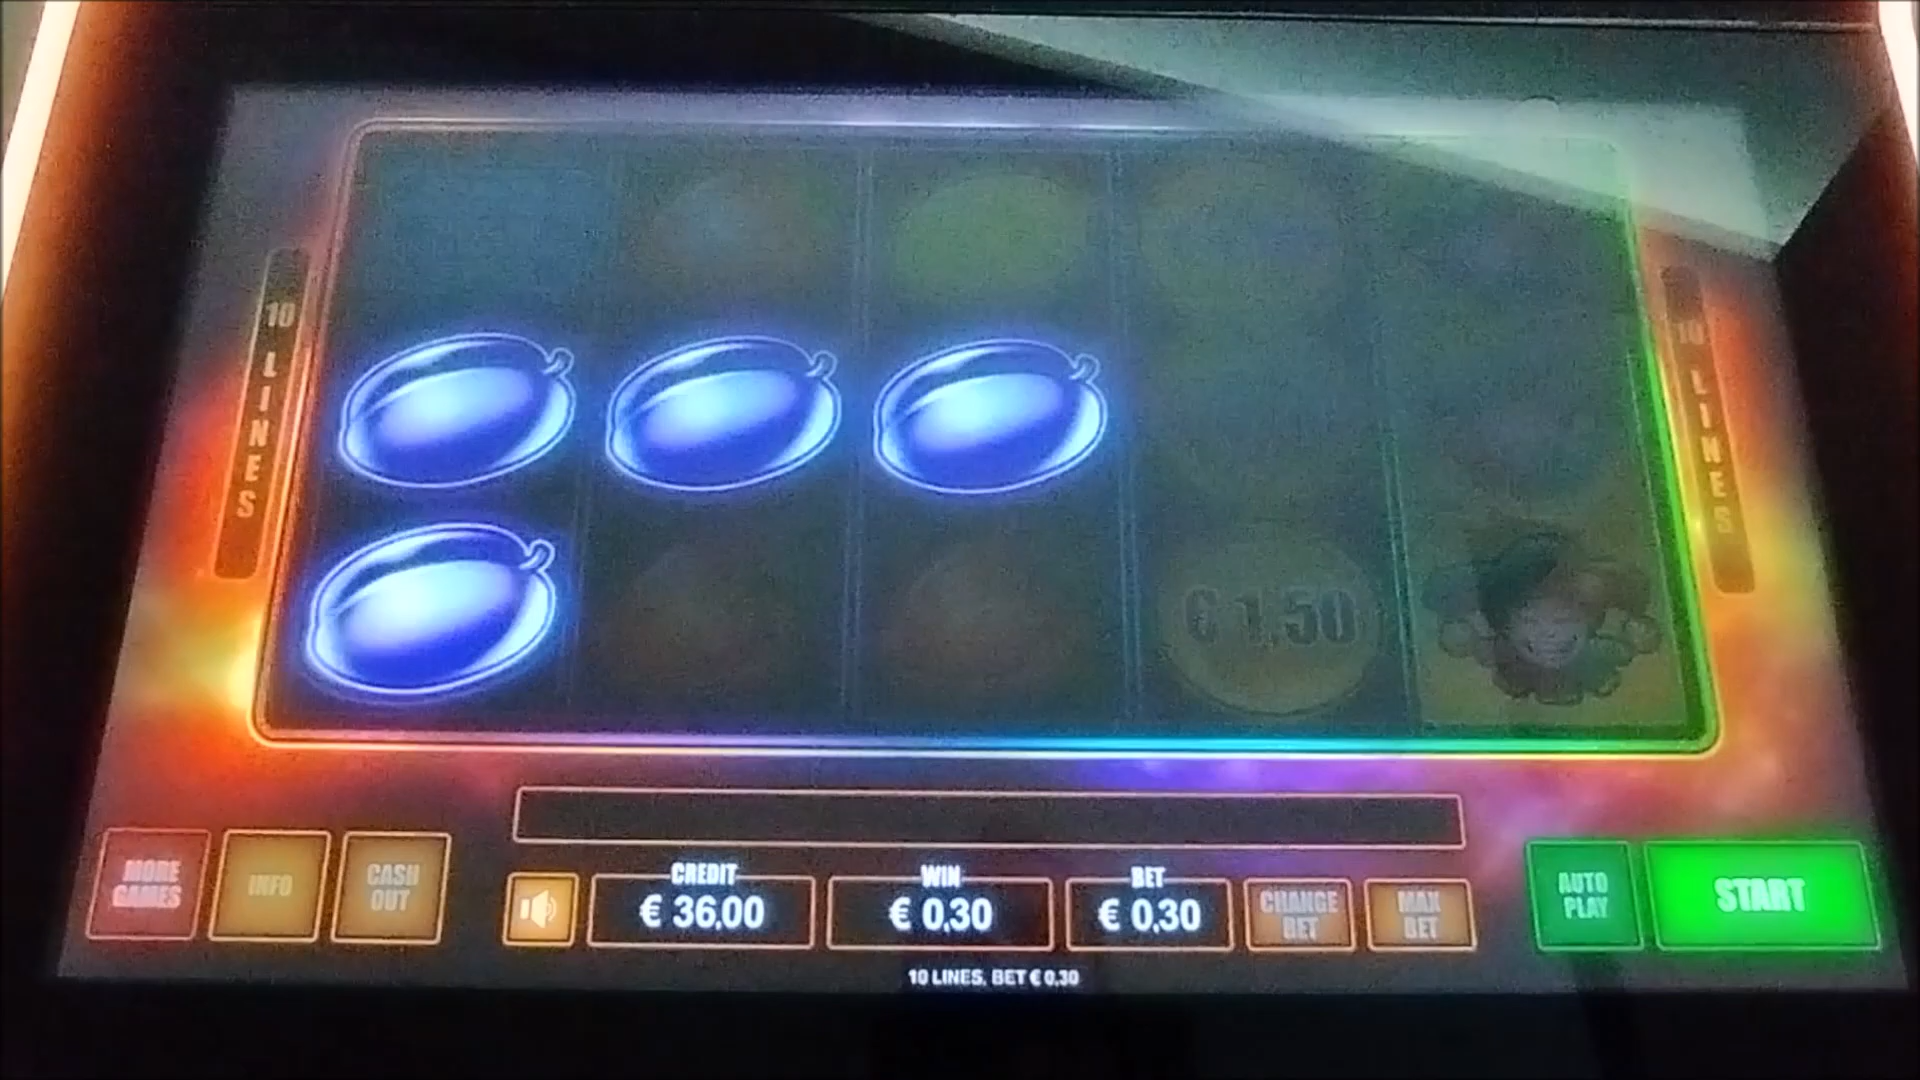 10 LINES
10 LINES
€ 1,50
MORE GAMES
INFO
CASH OUT
CREDIT
€ 36,00
WIN
€ 0,30
BET
€ 0,30
CHANGE BET
MAX BET
AUTO PLAY
START
10 LINES, BET € 0,30